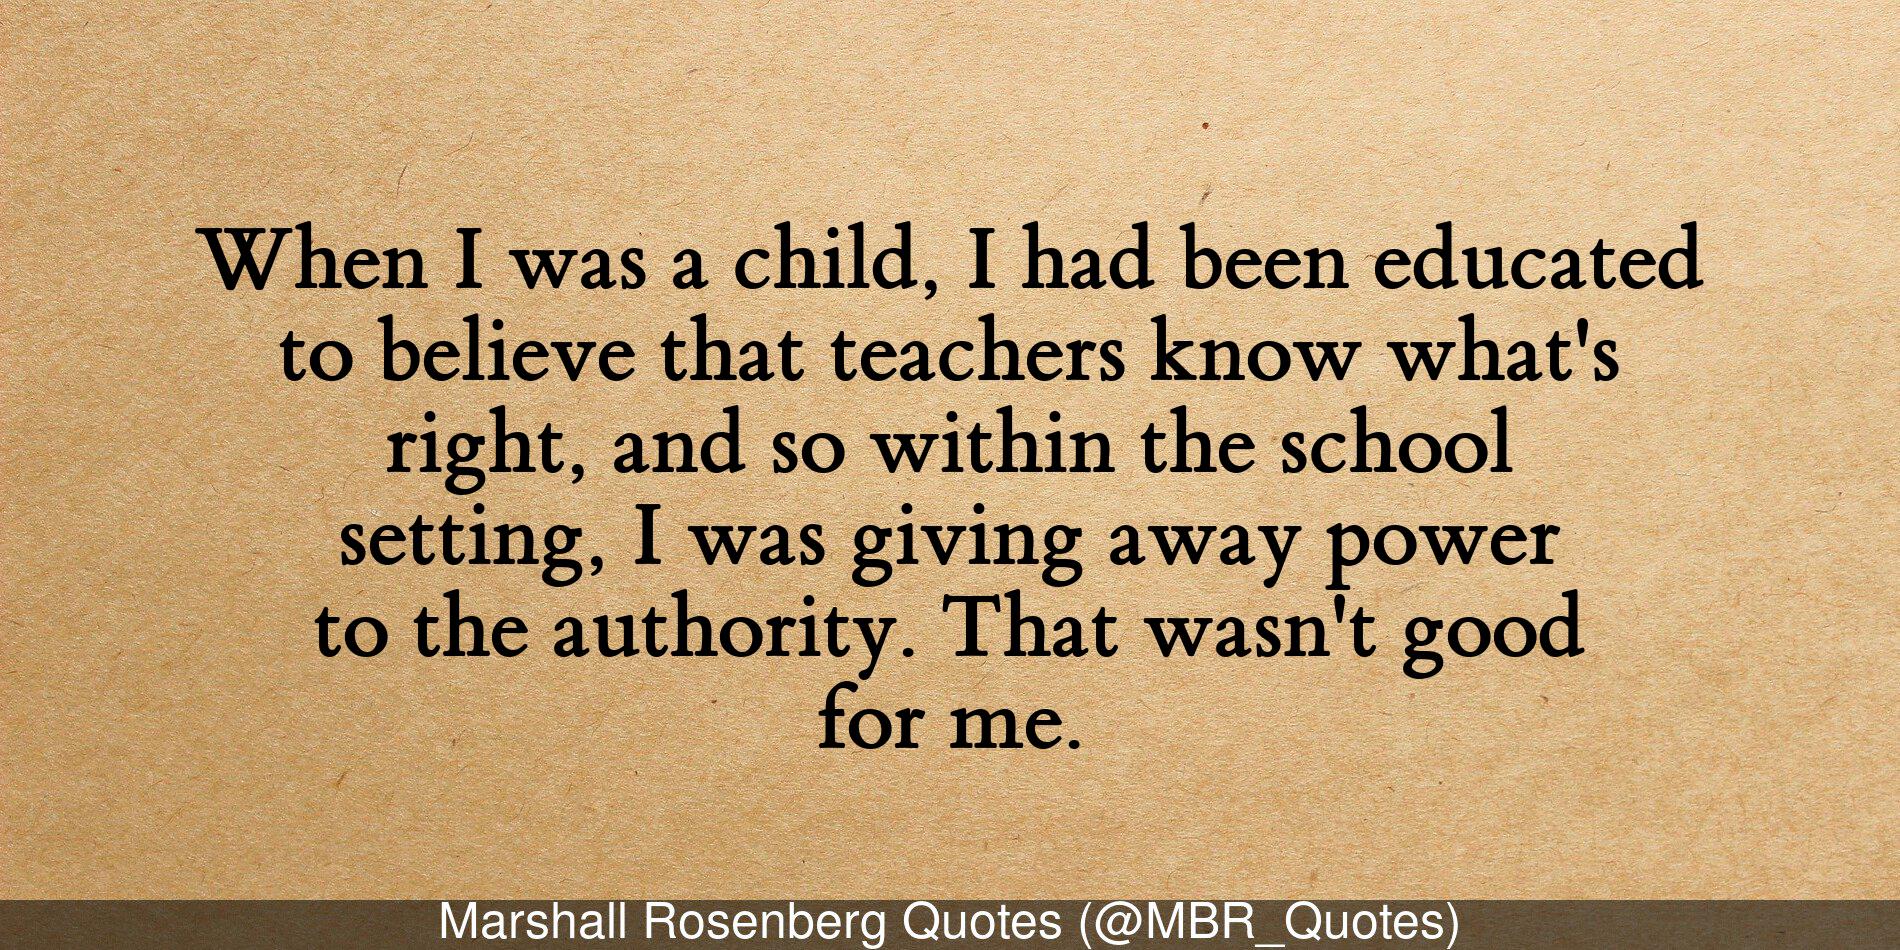 When I was a child, I had been educated
to believe that teachers know what's
right, and so within the school
setting, I was giving away power
to the authority. That wasn't good
for me.
Marshall Rosenberg Quotes (@MBR_Quotes)